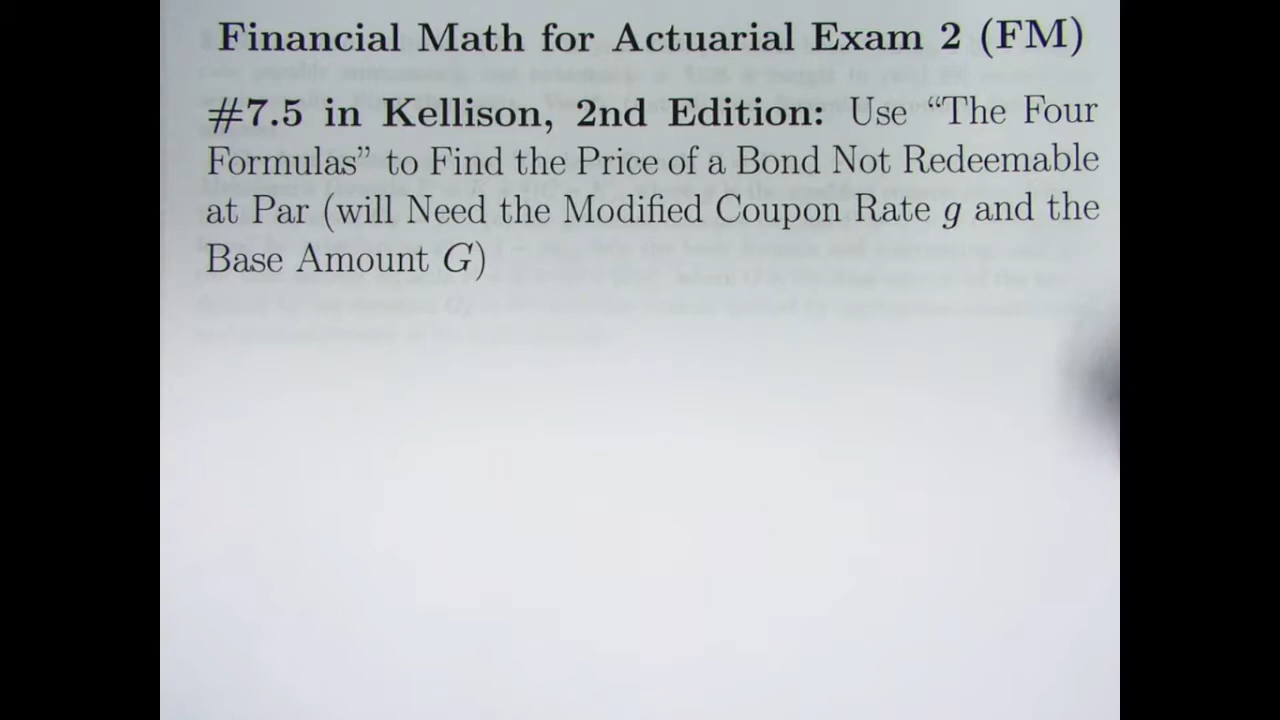 Financial Math for Actuarial Exam 2 (FM)
#7.5 in Kellison, 2nd Edition: Use “The Four
Formulas” to Find the Price of a Bond Not Redeemable
at Par (will Need the Modified Coupon Rate g and the
Base Amount G)